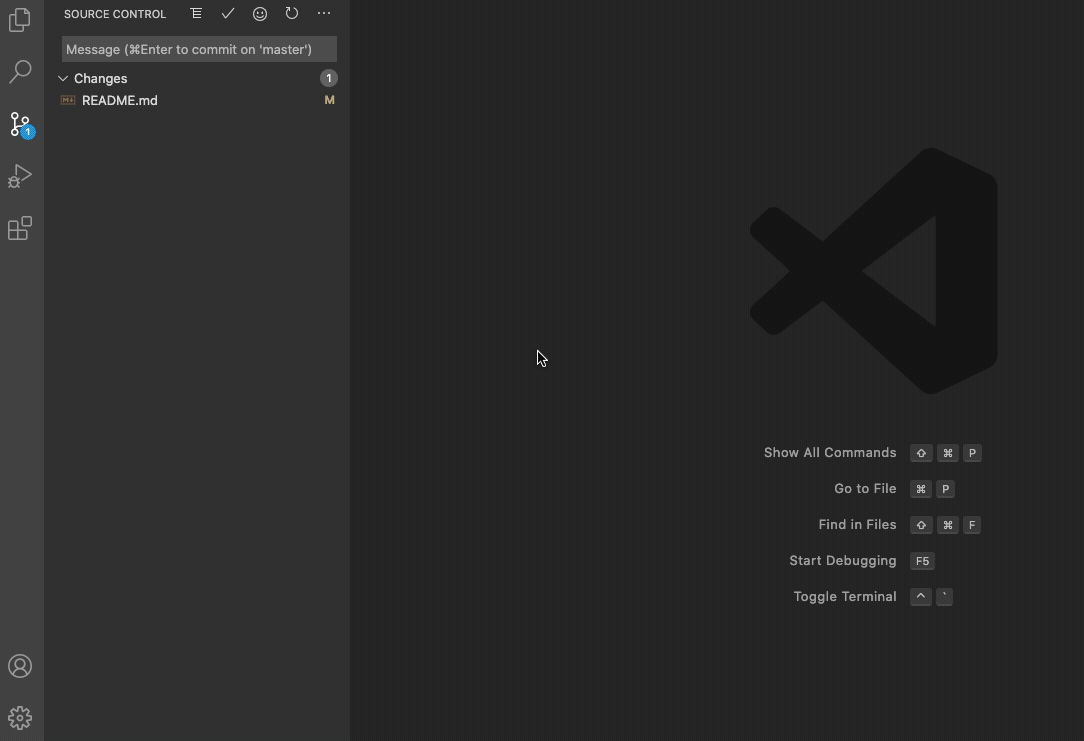 SOURCE CONTROL
Message (⌘Enter to commit on 'master')
Changes 1
README.md M
1
Show All Commands ⇧ ⌘ P
Go to File ⌘ P
Find in Files ⇧ ⌘ F
Start Debugging F5
Toggle Terminal ^ `